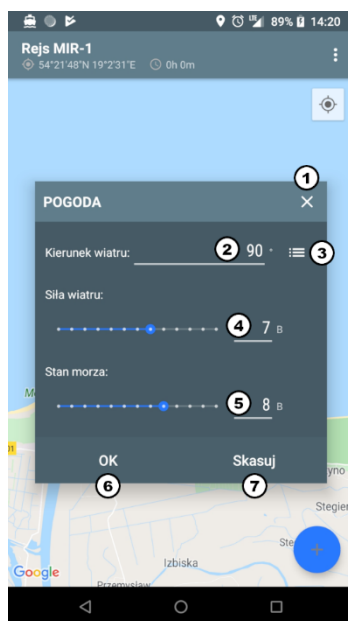 89% 14:20
Rejs MIR-1
54°21'48"N 19°2'31"E 0h 0m
1
POGODA
Kierunek wiatru: 2 90 ° 3
Siła wiatru:
4 7 B
Stan morza:
5 8 B
OK Skasuj
6 7
Stegie
Izbiska
Google
Przemysław